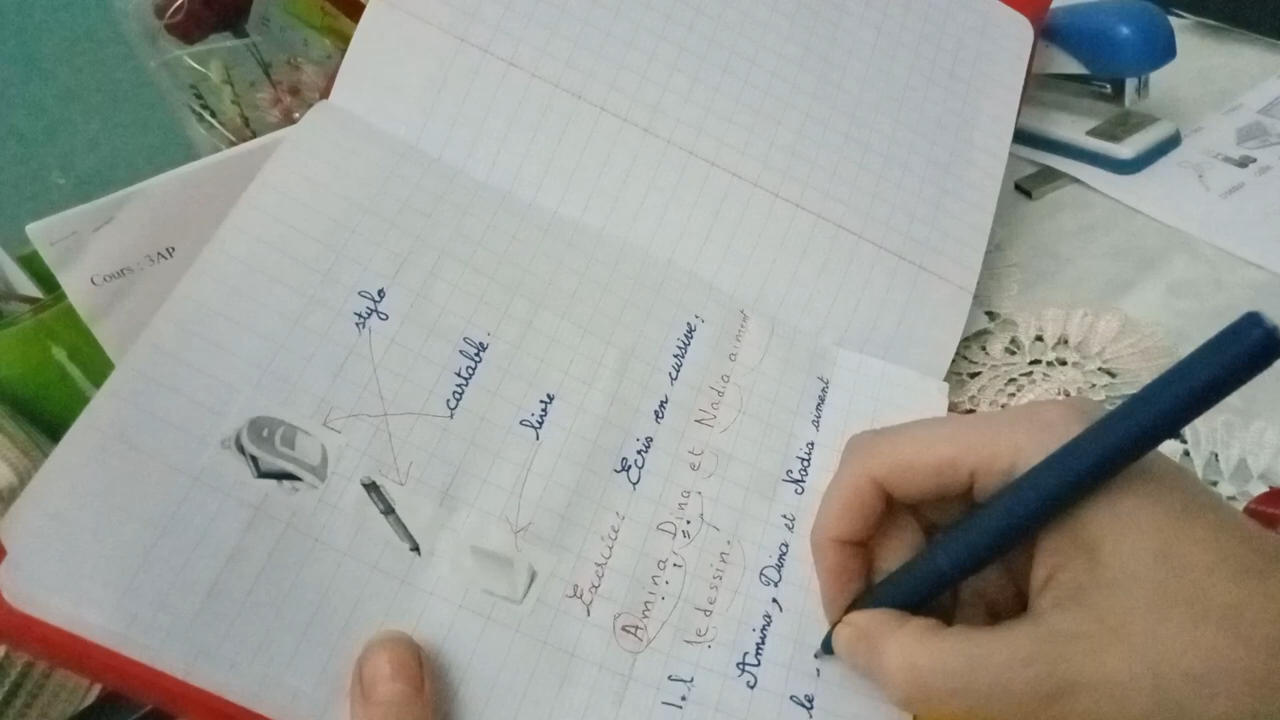 Cours : 3AP
stylo
cartable.
livre
Exercice : Ecris en cursive :
Amina, Dina et Nadia aiment
le dessin.
Amina, Dina et Nadia aiment
le